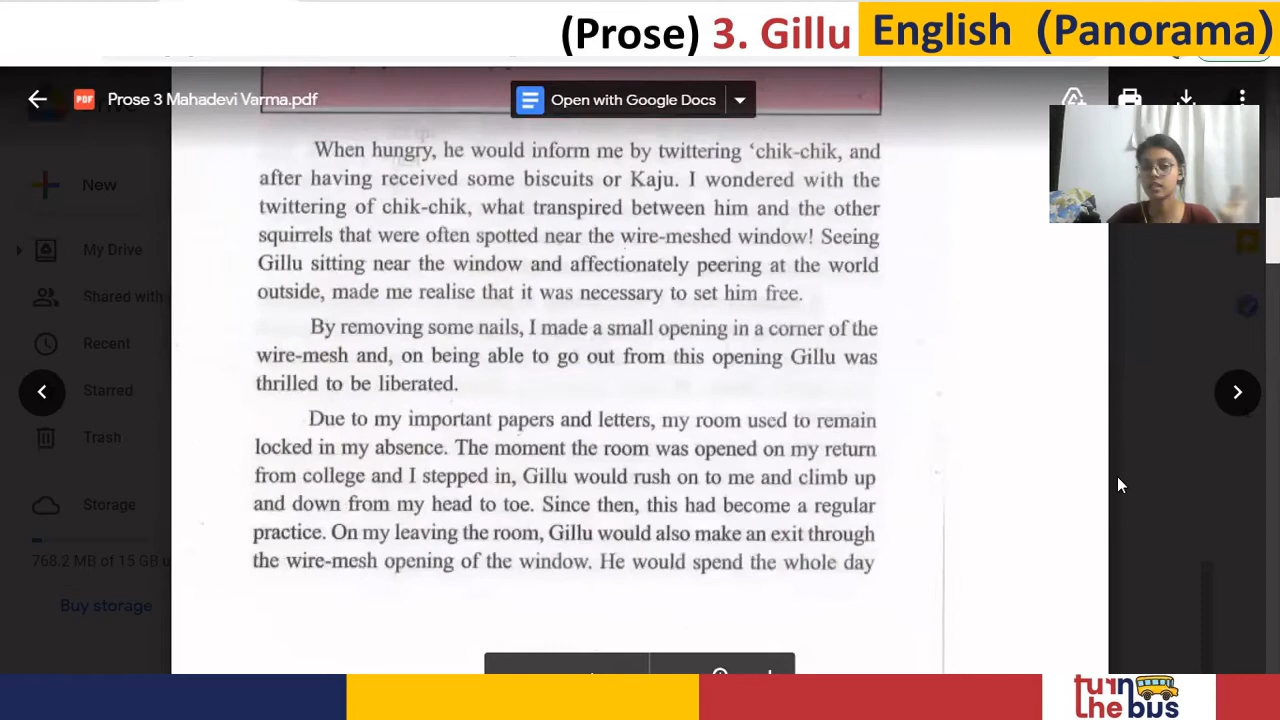 (Prose) 3. Gillu English (Panorama)
Prose 3 Mahadevi Varma.pdf
PDF
Open with Google Docs
New
My Drive
Shared with
Recent
Starred
Trash
Storage
768.2 MB of 15 GB u
Buy storage
When hungry, he would inform me by twittering ‘chik-chik, and
after having received some biscuits or Kaju. I wondered with the
twittering of chik-chik, what transpired between him and the other
squirrels that were often spotted near the wire-meshed window! Seeing
Gillu sitting near the window and affectionately peering at the world
outside, made me realise that it was necessary to set him free.
By removing some nails, I made a small opening in a corner of the
wire-mesh and, on being able to go out from this opening Gillu was
thrilled to be liberated.
Due to my important papers and letters, my room used to remain
locked in my absence. The moment the room was opened on my return
from college and I stepped in, Gillu would rush on to me and climb up
and down from my head to toe. Since then, this had become a regular
practice. On my leaving the room, Gillu would also make an exit through
the wire-mesh opening of the window. He would spend the whole day
turn
the bus